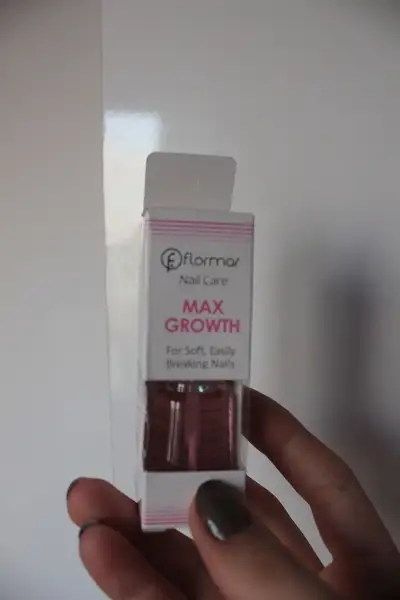 flormar
Nail Care
MAX
GROWTH
For Soft, Easily
Breaking Nails